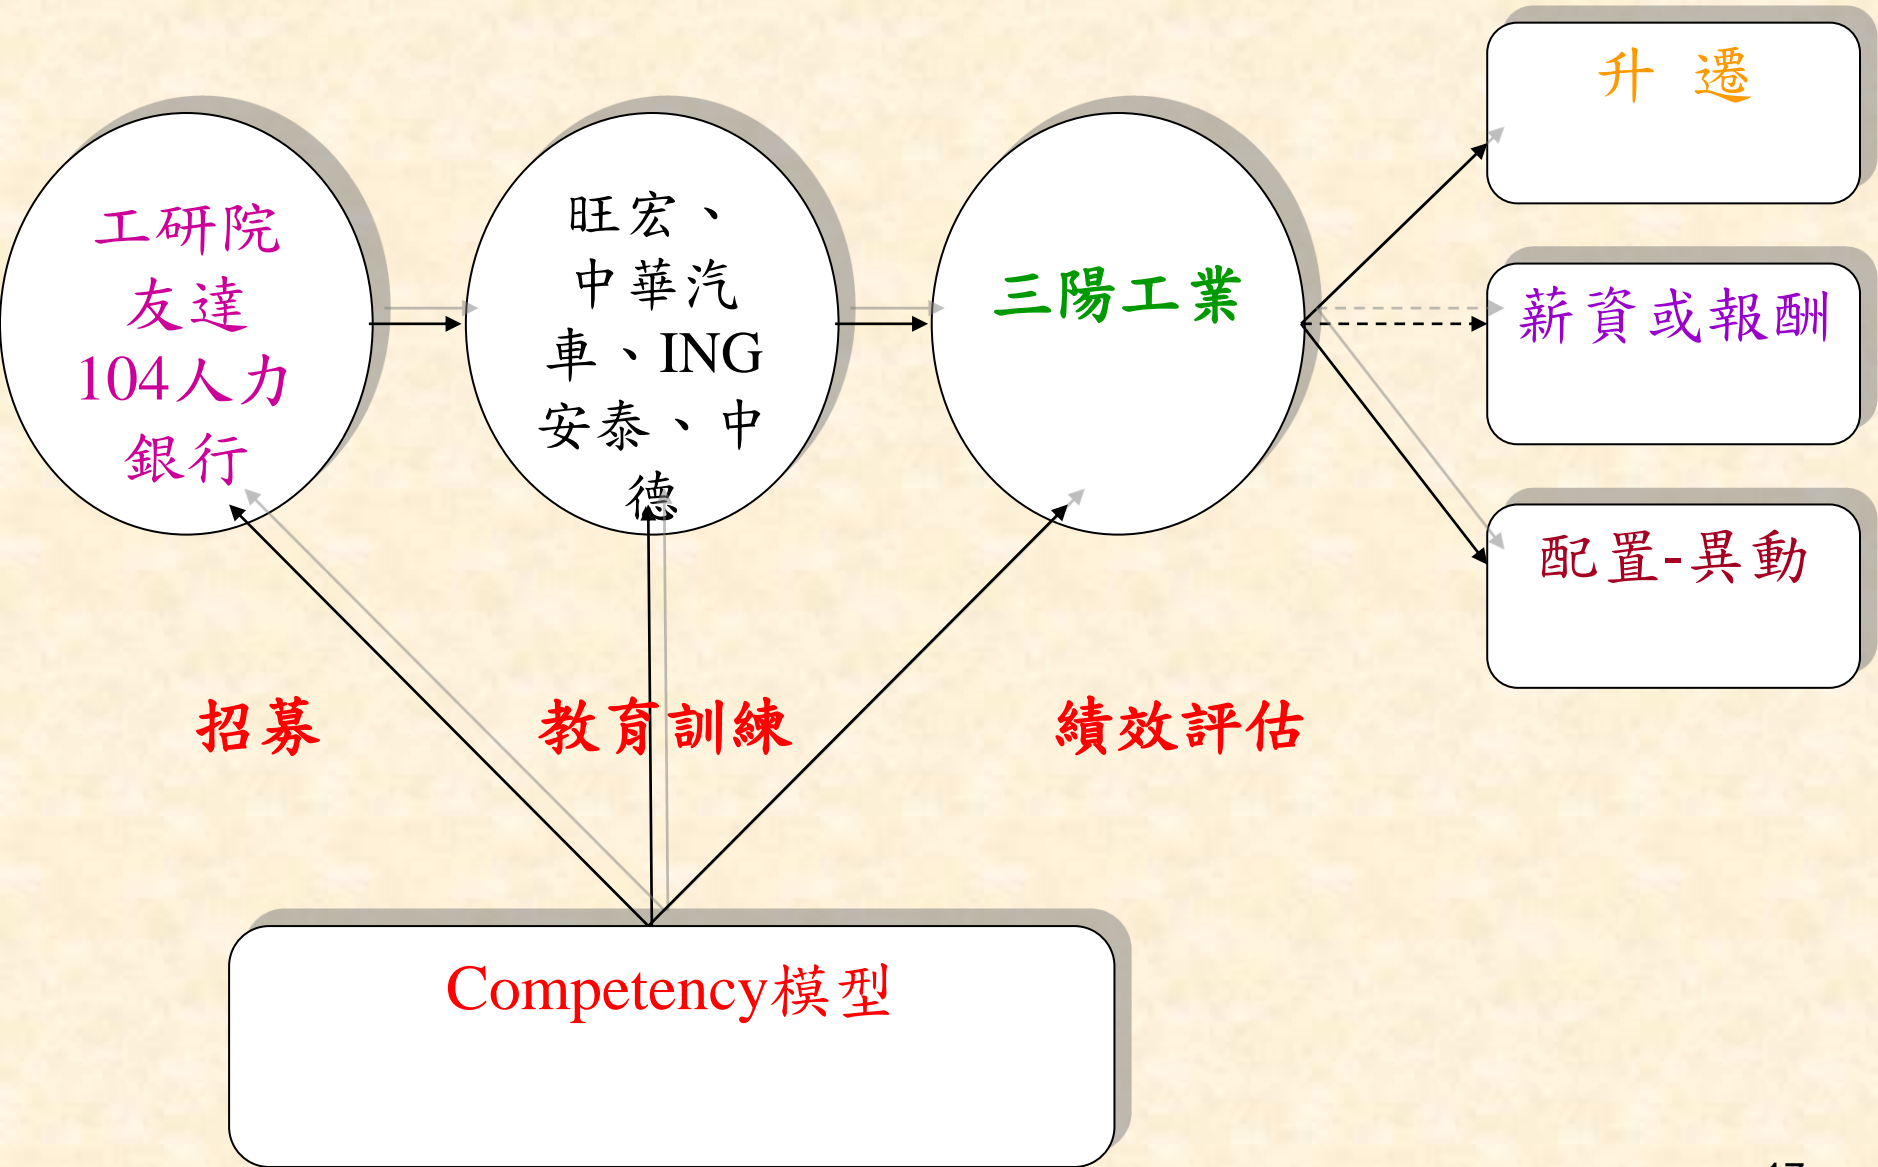 工研院
友達
104人力
銀行
旺宏、
中華汽
車、ING
安泰、中
德
三陽工業
升 遷
薪資或報酬
配置-異動
招募
教育訓練
績效評估
Competency模型